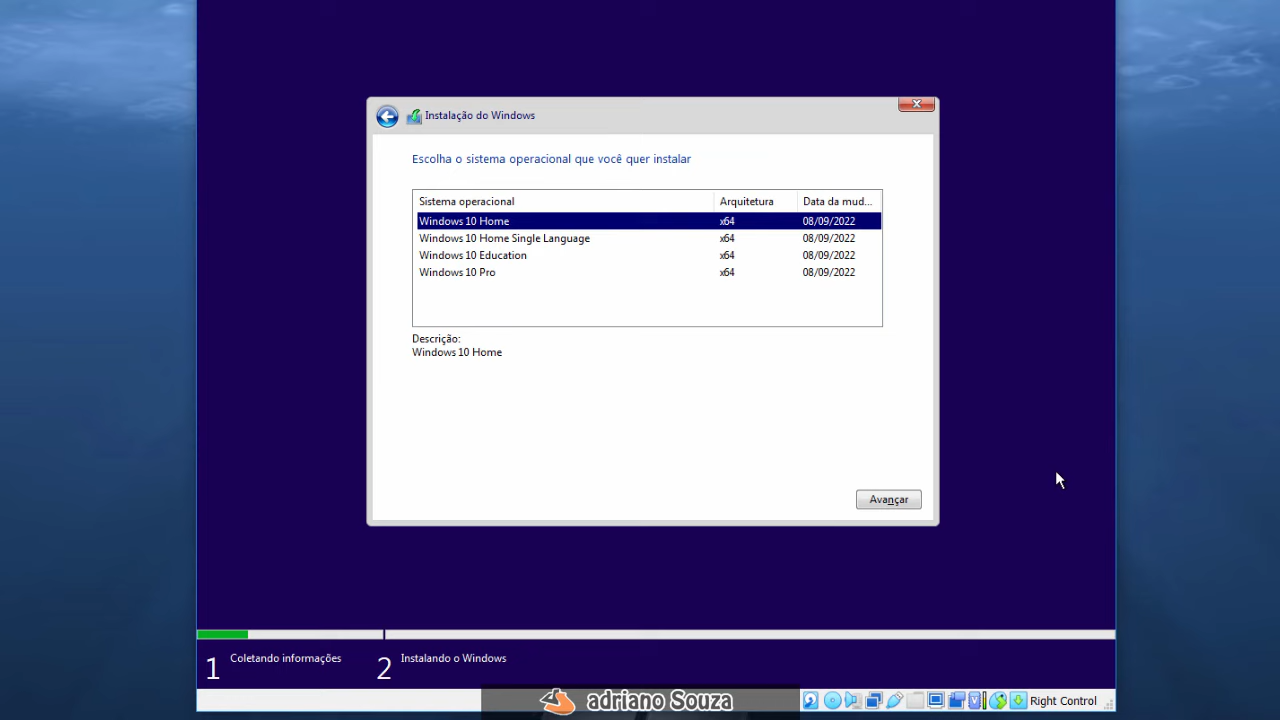 Instalação do Windows
Escolha o sistema operacional que você quer instalar
Sistema operacional Arquitetura Data da mud...
Windows 10 Home x64 08/09/2022
Windows 10 Home Single Language x64 08/09/2022
Windows 10 Education x64 08/09/2022
Windows 10 Pro x64 08/09/2022
Descrição:
Windows 10 Home
Avançar
1 Coletando informações 2 Instalando o Windows
adriano Souza Right Control